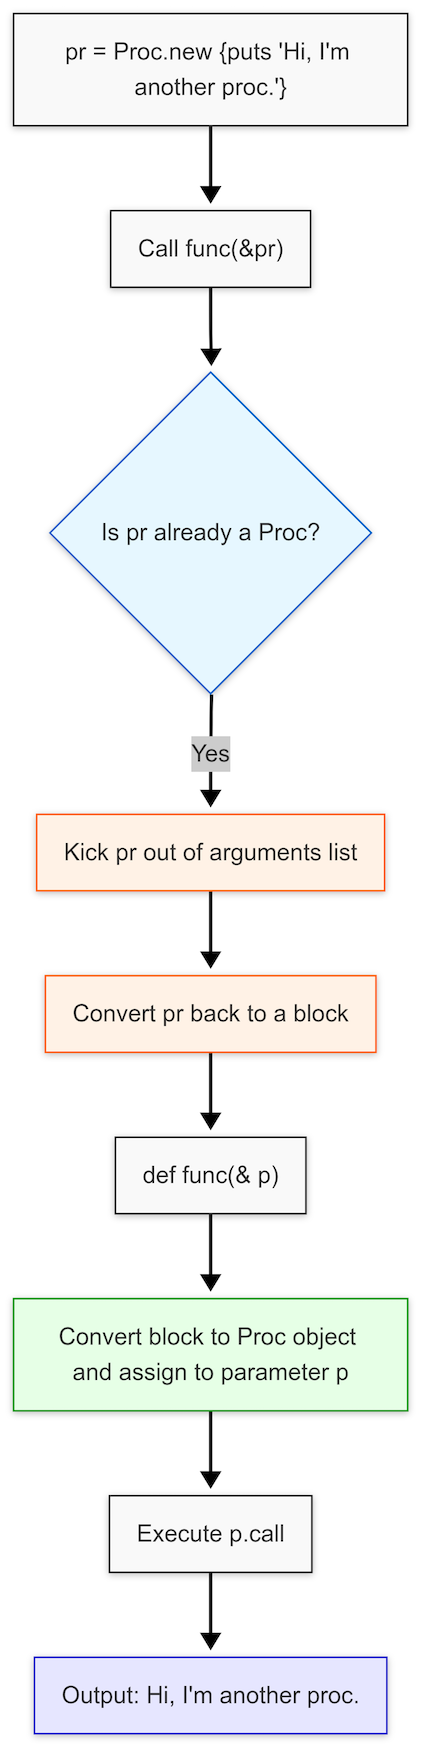 pr = Proc.new {puts 'Hi, I'm
another proc.'}
Call func(&pr)
Is pr already a Proc?
Yes
Kick pr out of arguments list
Convert pr back to a block
def func(& p)
Convert block to Proc object
and assign to parameter p
Execute p.call
Output: Hi, I'm another proc.